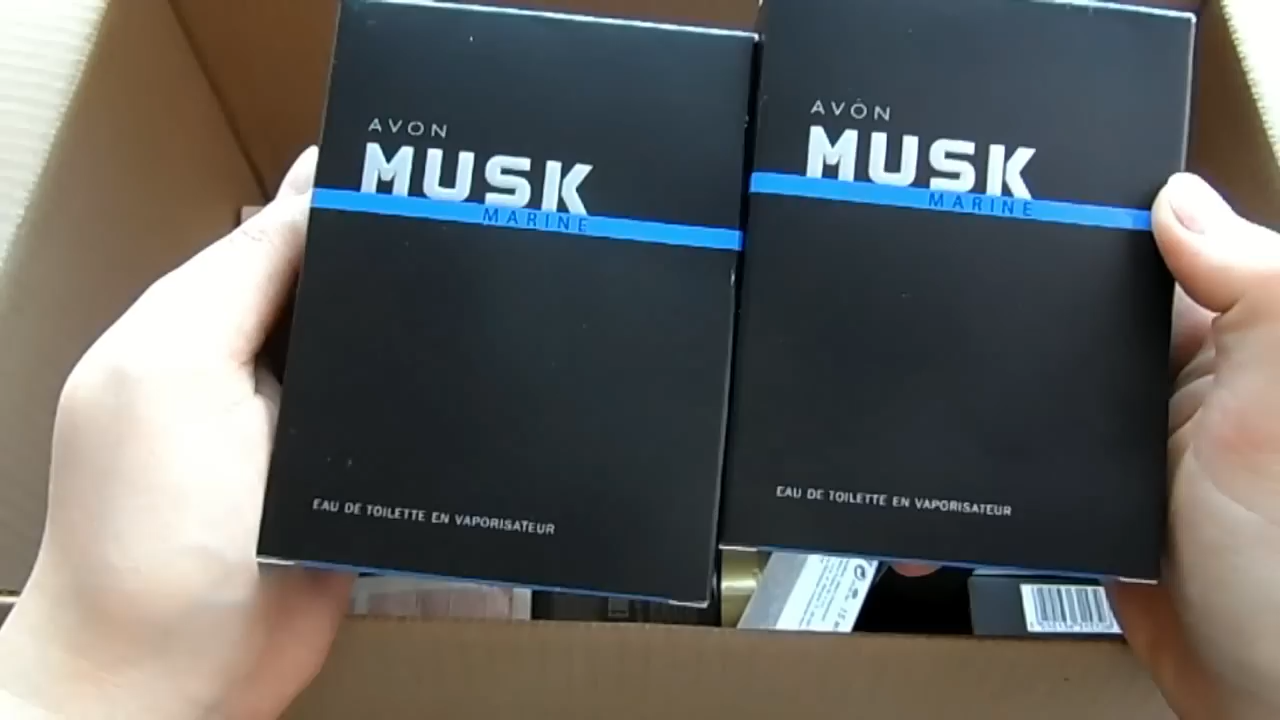 AVON
MUSK
MARINE
EAU DE TOILETTE EN VAPORISATEUR
AVON
MUSK
MARINE
EAU DE TOILETTE EN VAPORISATEUR